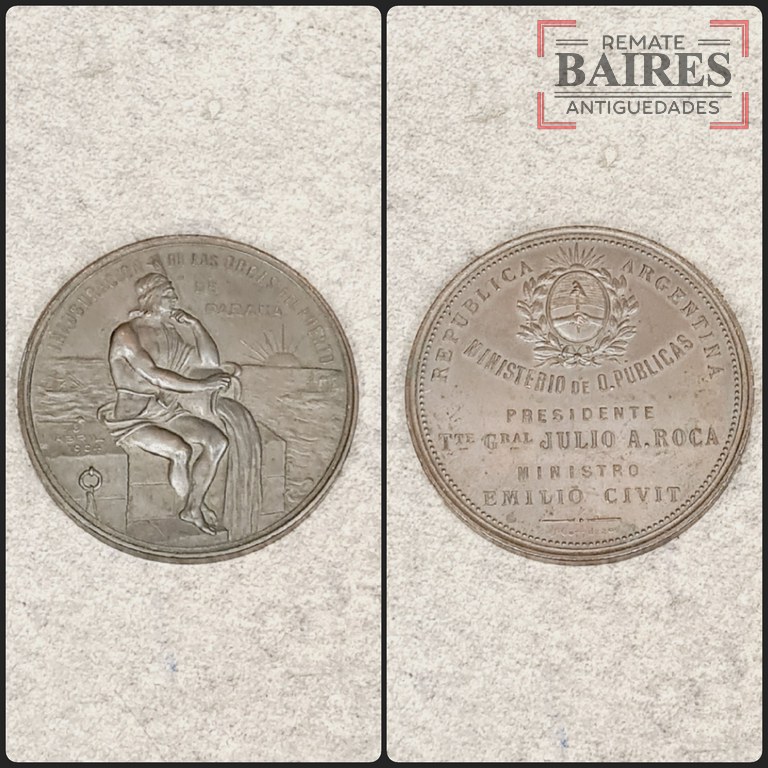 INAUGURACION DE LAS OBRAS DEL PUERTO
DE
PARANA
ABRIL
REMATE
BAIRES
ANTIGUEDADES
REPUBLICA ARGENTINA
MINISTERIO DE O. PUBLICAS
PRESIDENTE
TTE GRAL JULIO A. ROCA
MINISTRO
EMILIO CIVIT